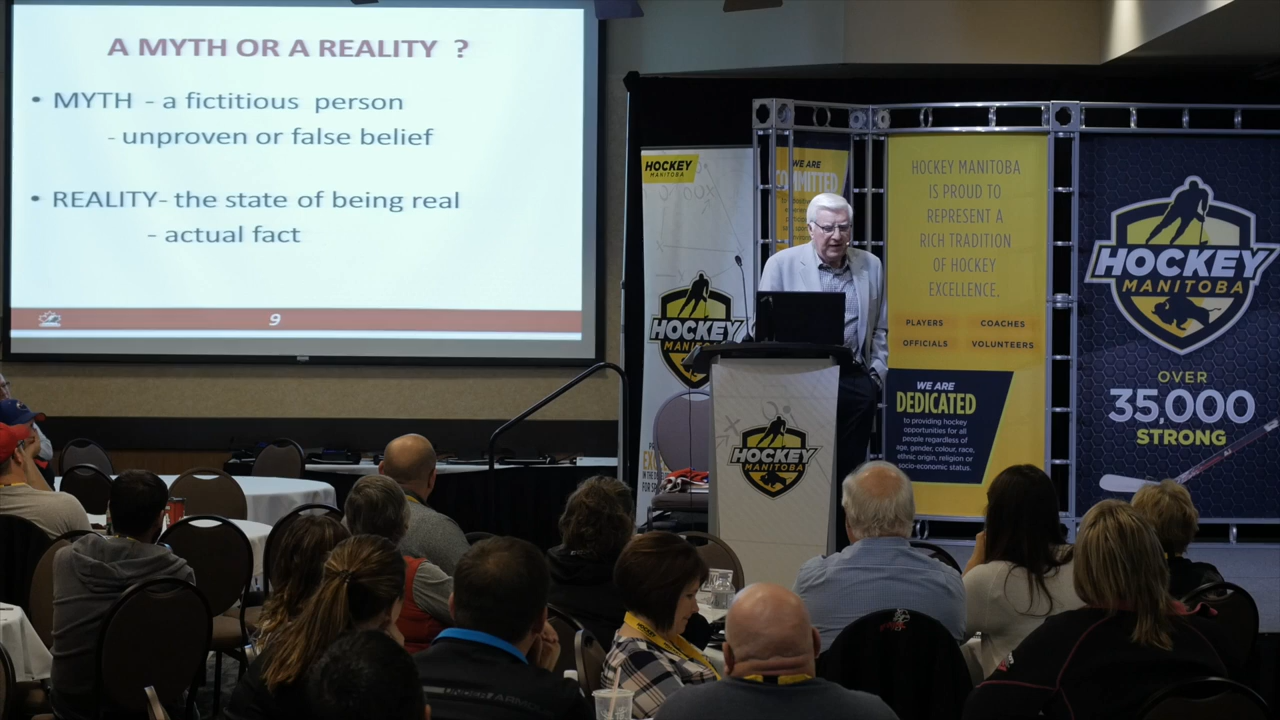 A MYTH OR A REALITY ?
• MYTH - a fictitious person
- unproven or false belief
• REALITY- the state of being real
- actual fact
9
HOCKEY
MANITOBA
HOCKEY
MANITOBA
WE ARE
COMMITTED
HOCKEY MANITOBA
IS PROUD TO
REPRESENT A
RICH TRADITION
OF HOCKEY
EXCELLENCE.
PLAYERS COACHES
OFFICIALS VOLUNTEERS
WE ARE
DEDICATED
to providing hockey
opportunities for all
people regardless of
age, gender, colour, race,
ethnic origin, religion or
socio-economic status.
HOCKEY
MANITOBA
OVER
35,000
STRONG
HOCKEY
MANITOBA
UNDER ARMOUR